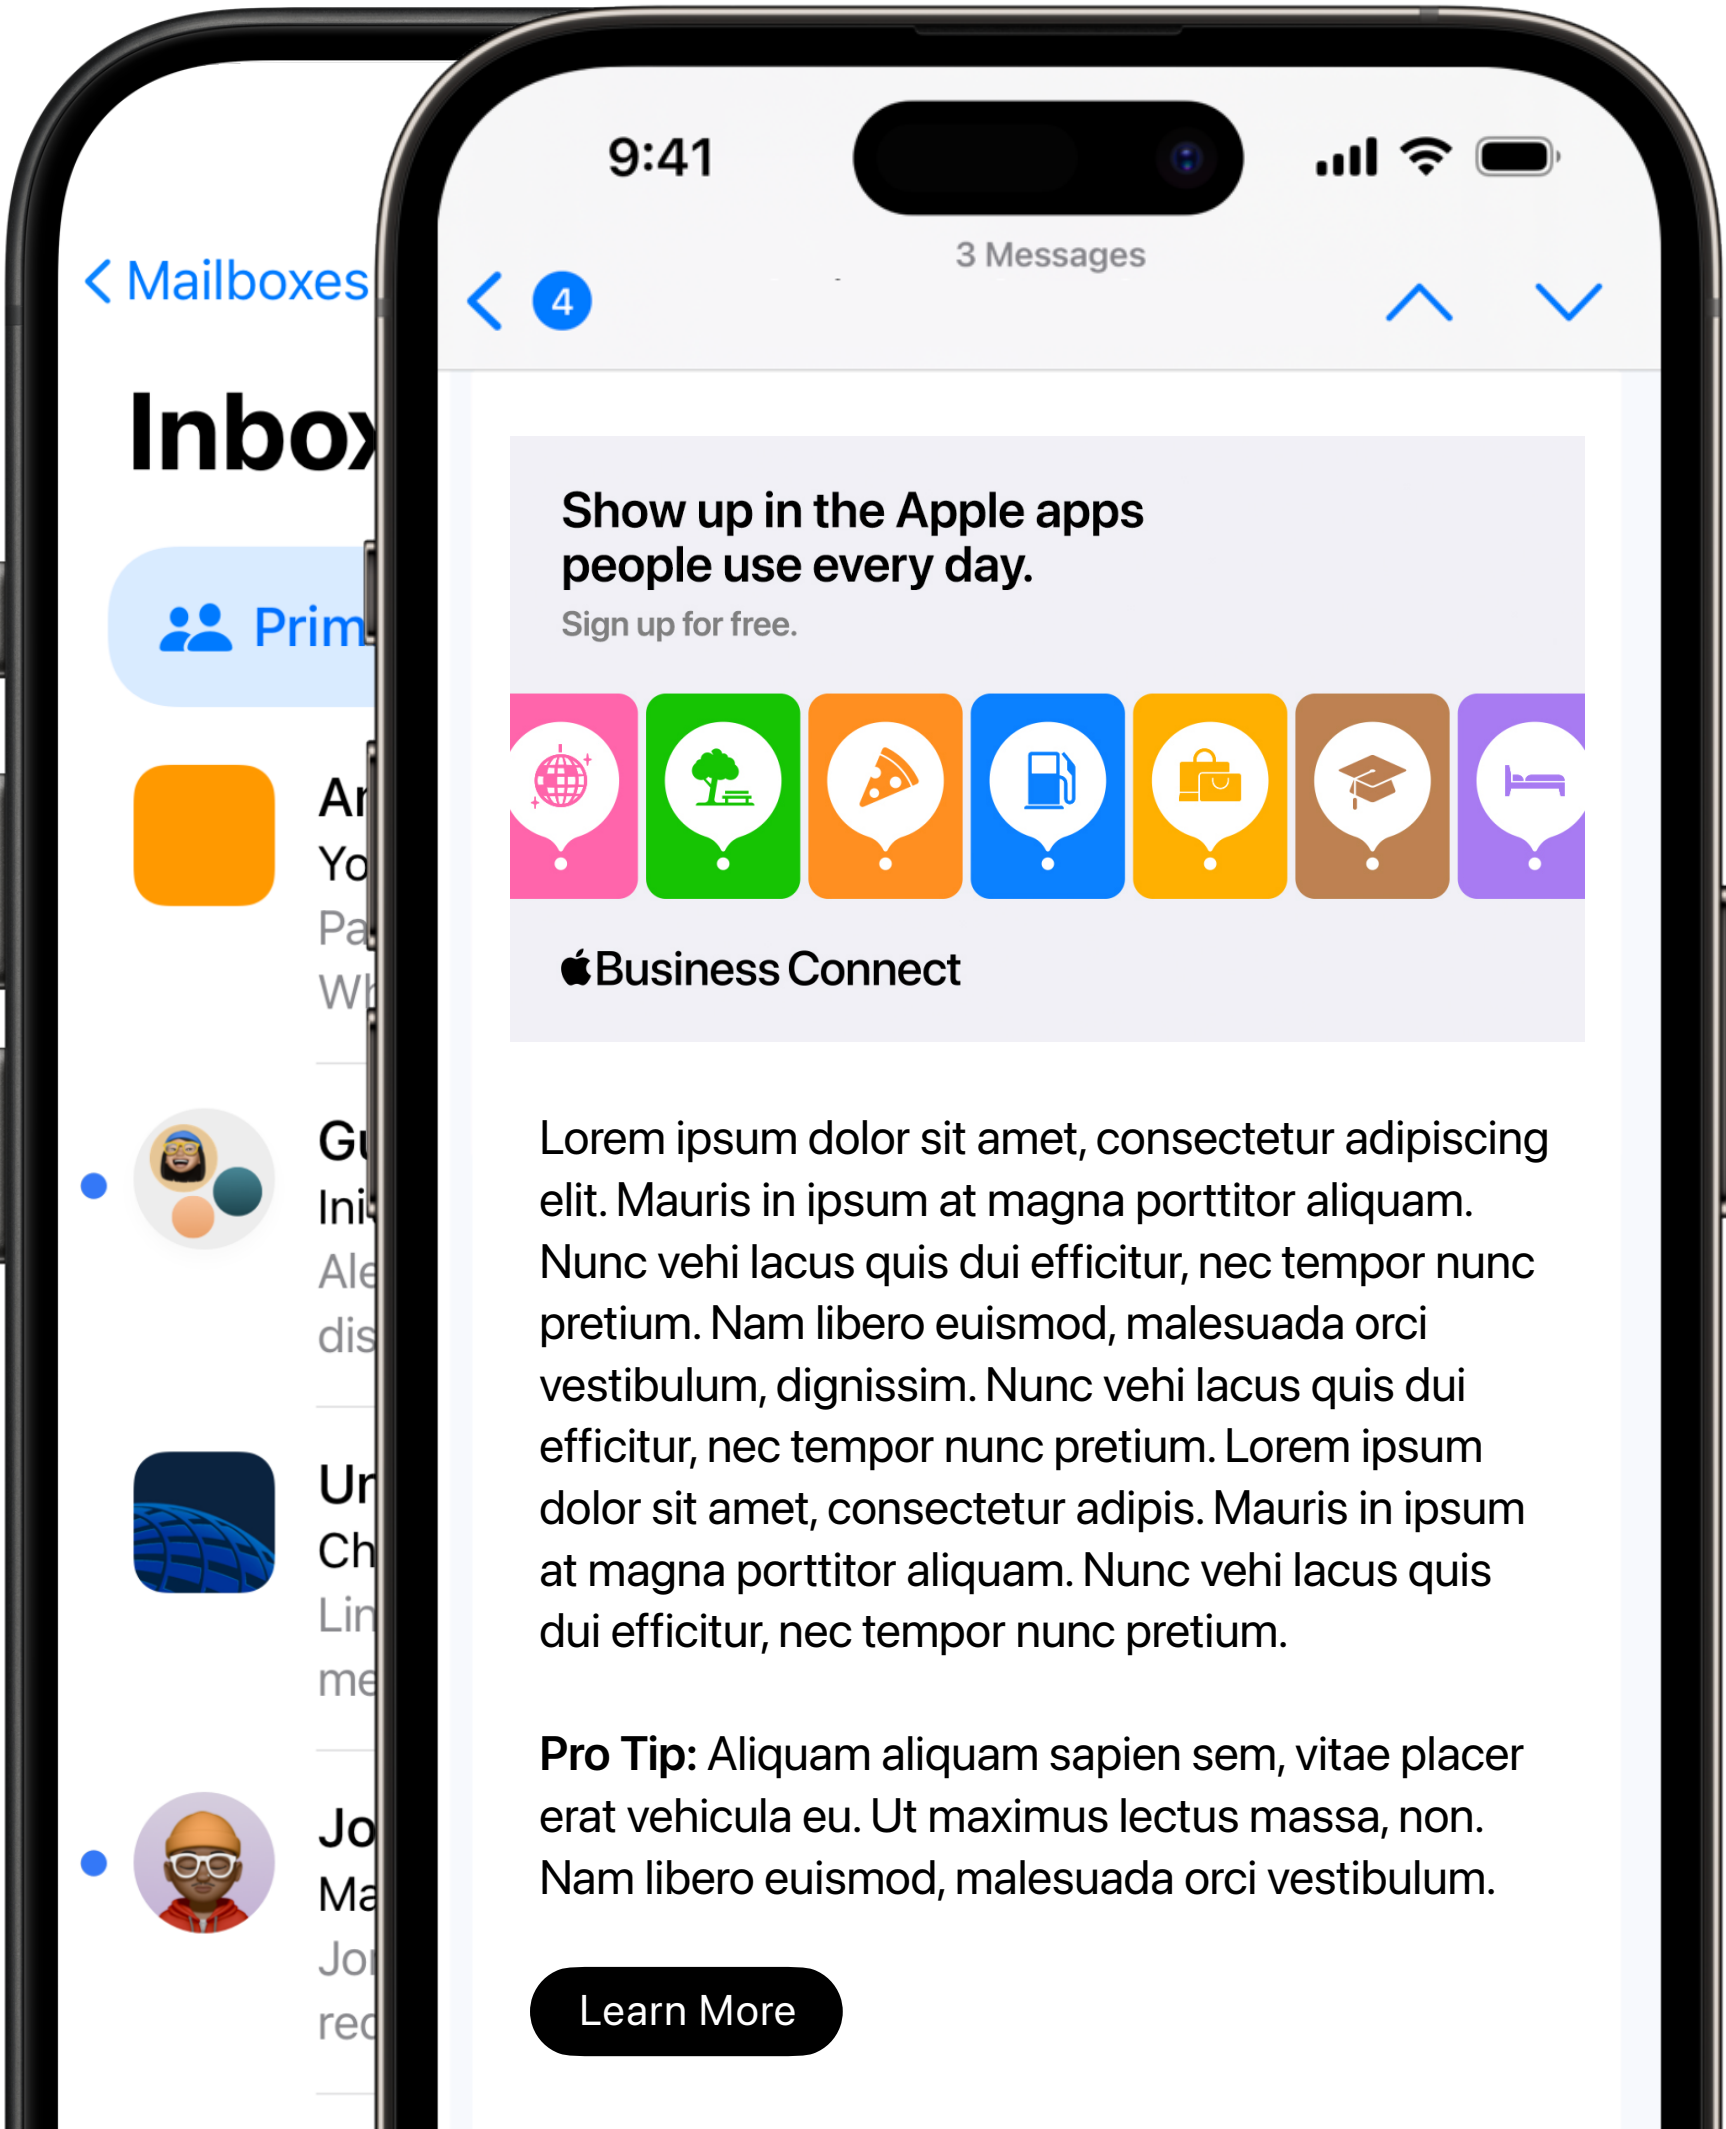 Mailboxes
Inbox
9:41
3 Messages
4
Show up in the Apple apps
people use every day.
Sign up for free.
Business Connect
Lorem ipsum dolor sit amet, consectetur adipiscing
elit. Mauris in ipsum at magna porttitor aliquam.
Nunc vehi lacus quis dui efficitur, nec tempor nunc
pretium. Nam libero euismod, malesuada orci
vestibulum, dignissim. Nunc vehi lacus quis dui
efficitur, nec tempor nunc pretium. Lorem ipsum
dolor sit amet, consectetur adipis. Mauris in ipsum
at magna porttitor aliquam. Nunc vehi lacus quis
dui efficitur, nec tempor nunc pretium.
Pro Tip: Aliquam aliquam sapien sem, vitae placer
erat vehicula eu. Ut maximus lectus massa, non.
Nam libero euismod, malesuada orci vestibulum.
Learn More